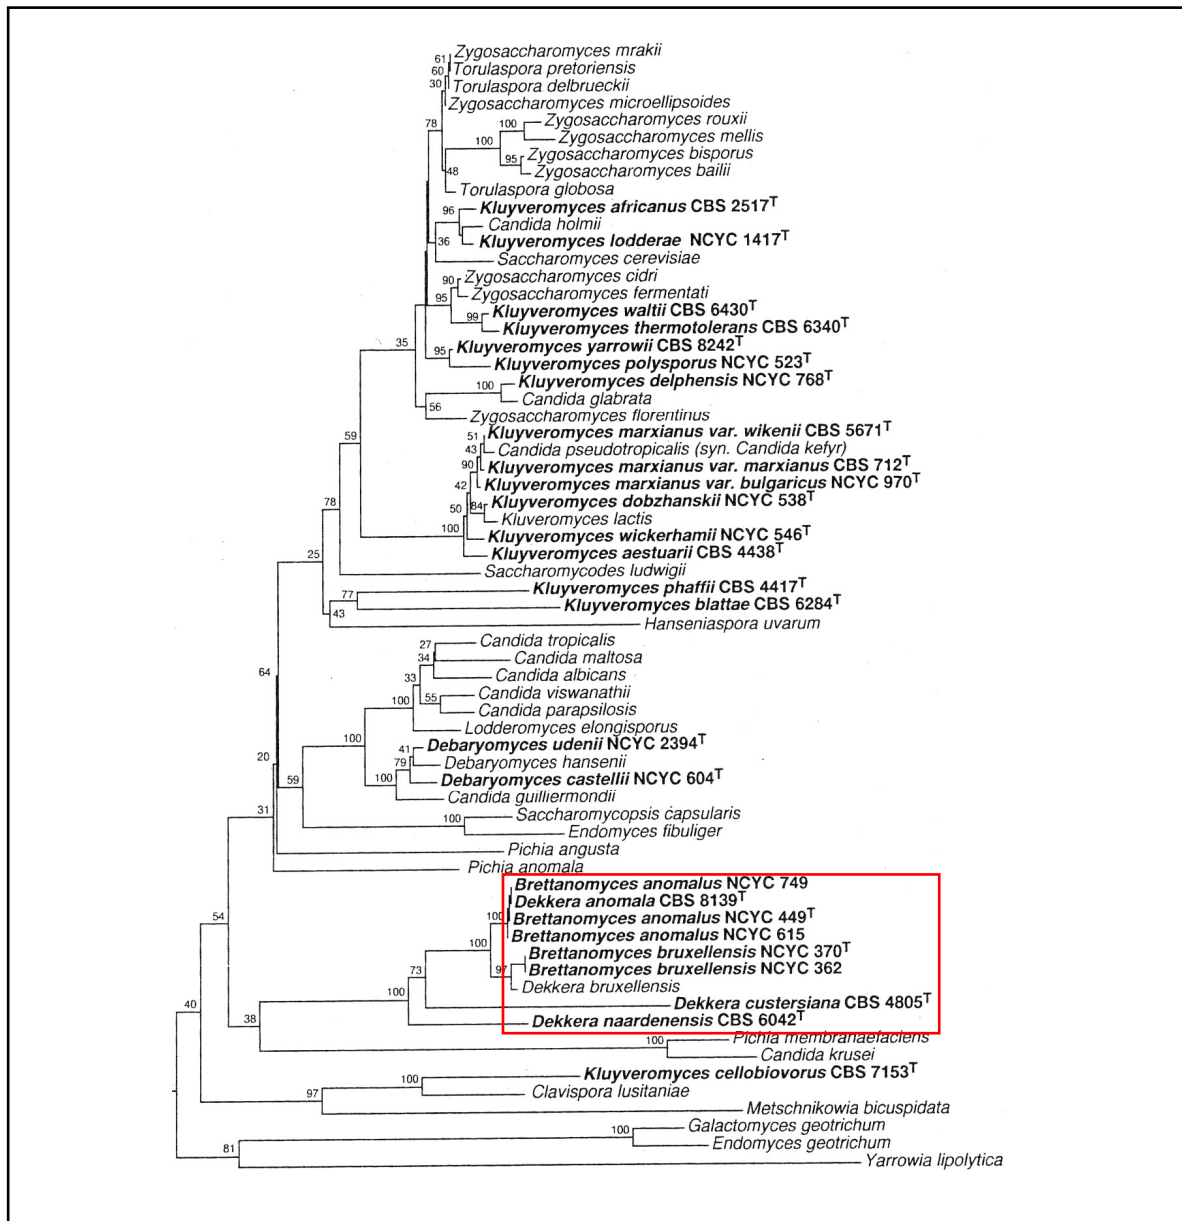 Zygosaccharomyces mrakii
61
Torulaspora pretoriensis
60
Torulaspora delbrueckii
30
Zygosaccharomyces microellipsoides
Zygosaccharomyces rouxii
100
78
Zygosaccharomyces mellis
100
Zygosaccharomyces bisporus
95
Zygosaccharomyces bailii
48
Torulaspora globosa
Kluyveromyces africanus CBS 2517T
96
Candida holmii
Kluyveromyces lodderae NCYC 1417T
36
Saccharomyces cerevisiae
Zygosaccharomyces cidri
90
Zygosaccharomyces fermentati
95
Kluyveromyces waltii CBS 6430T
99
Kluyveromyces thermotolerans CBS 6340T
35
Kluyveromyces yarrowii CBS 8242T
95
Kluyveromyces polysporus NCYC 523T
Kluyveromyces delphensis NCYC 768T
100
Candida glabrata
56
Zygosaccharomyces florentinus
Kluyveromyces marxianus var. wikenii CBS 5671T
51
59
Candida pseudotropicalis (syn. Candida kefyr)
43
Kluyveromyces marxianus var. marxianus CBS 712T
90
Kluyveromyces marxianus var. bulgaricus NCYC 970T
42
Kluyveromyces dobzhanskii NCYC 538T
78
84
50
Kluveromyces lactis
100
Kluyveromyces wickerhamii NCYC 546T
Kluyveromyces aestuarii CBS 4438T
25
Saccharomycodes ludwigii
Kluyveromyces phaffii CBS 4417T
77
Kluyveromyces blattae CBS 6284T
43
Hanseniaspora uvarum
Candida tropicalis
27
Candida maltosa
34
64
Candida albicans
33
Candida viswanathii
55
100
Candida parapsilosis
Lodderomyces elongisporus
100
Debaryomyces udenii NCYC 2394T
41
20
Debaryomyces hansenii
79
59
Debaryomyces castellii NCYC 604T
100
Candida guilliermondii
31
Saccharomycopsis capsularis
100
Endomyces fibuliger
Pichia angusta
Pichia anomala
Brettanomyces anomalus NCYC 749
Dekkera anomala CBS 8139T
54
100
Brettanomyces anomalus NCYC 449T
Brettanomyces anomalus NCYC 615
100
Brettanomyces bruxellensis NCYC 370T
73
97
Brettanomyces bruxellensis NCYC 362
Dekkera bruxellensis
100
Dekkera custersiana CBS 4805T
40
38
Dekkera naardenensis CBS 6042T
100
Pichia membranaefaciens
Candida krusei
Kluyveromyces cellobiovorus CBS 7153T
100
Clavispora lusitaniae
97
Metschnikowia bicuspidata
Galactomyces geotrichum
100
Endomyces geotrichum
81
Yarrowia lipolytica